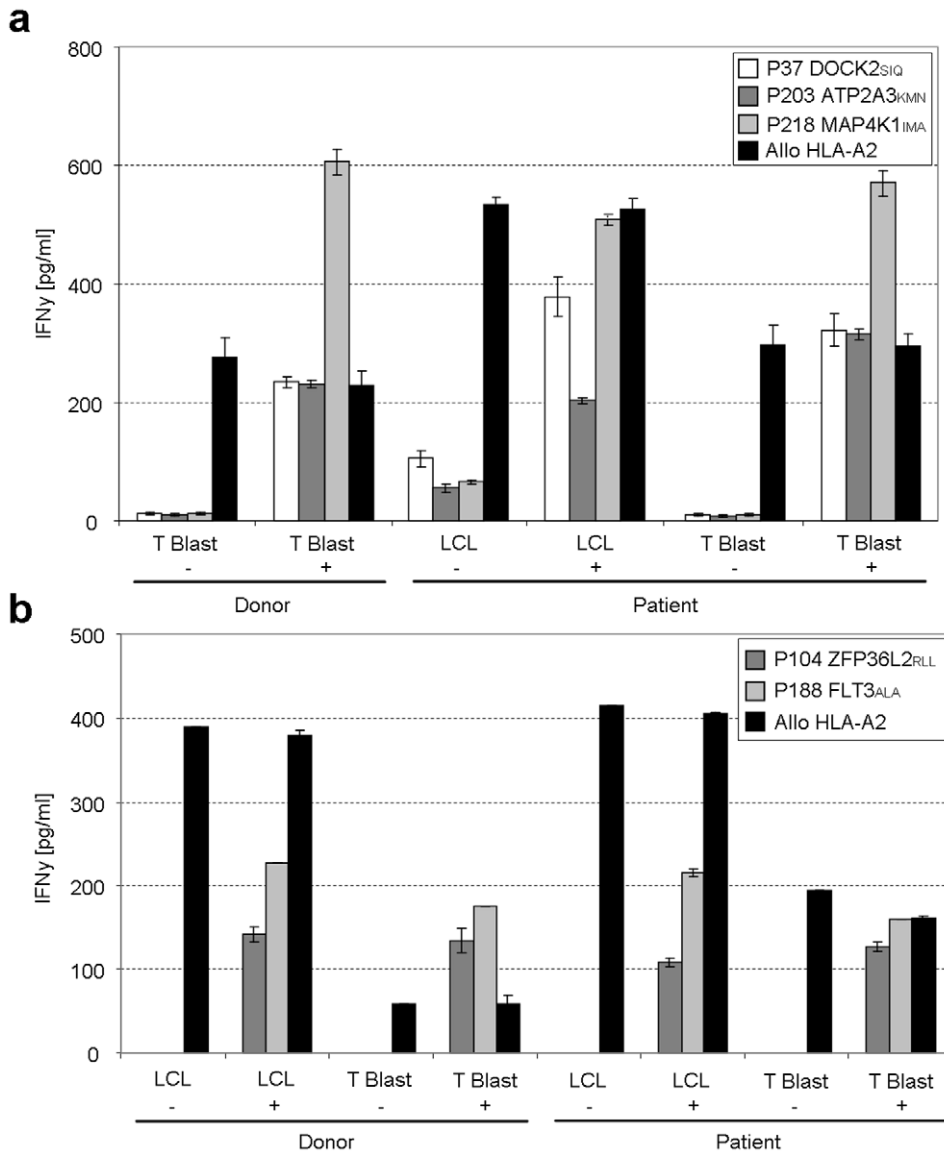 a
800
600
400
200
0
IFNγ [pg/ml]
P37 DOCK2SIQ
P203 ATP2A3KMN
P218 MAP4K1IMA
Allo HLA-A2
T Blast T Blast LCL LCL T Blast T Blast
- + - + - +
Donor Patient
b
500
400
300
200
100
0
IFNγ [pg/ml]
P104 ZFP36L2RLL
P188 FLT3ALA
Allo HLA-A2
LCL LCL T Blast T Blast LCL LCL T Blast T Blast
- + - + - + - +
Donor Patient